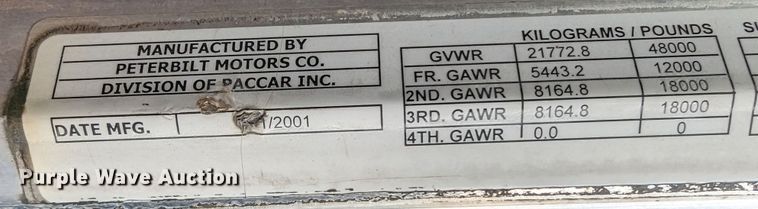 KILOGRAMS / POUNDS
MANUFACTURED BY
PETERBILT MOTORS CO.
DIVISION OF PACCAR INC.
DATE MFG. /2001
GVWR 21772.8 48000
FR. GAWR 5443.2 12000
2ND. GAWR 8164.8 18000
3RD. GAWR 8164.8 18000
4TH. GAWR 0.0 0
Purple Wave Auction